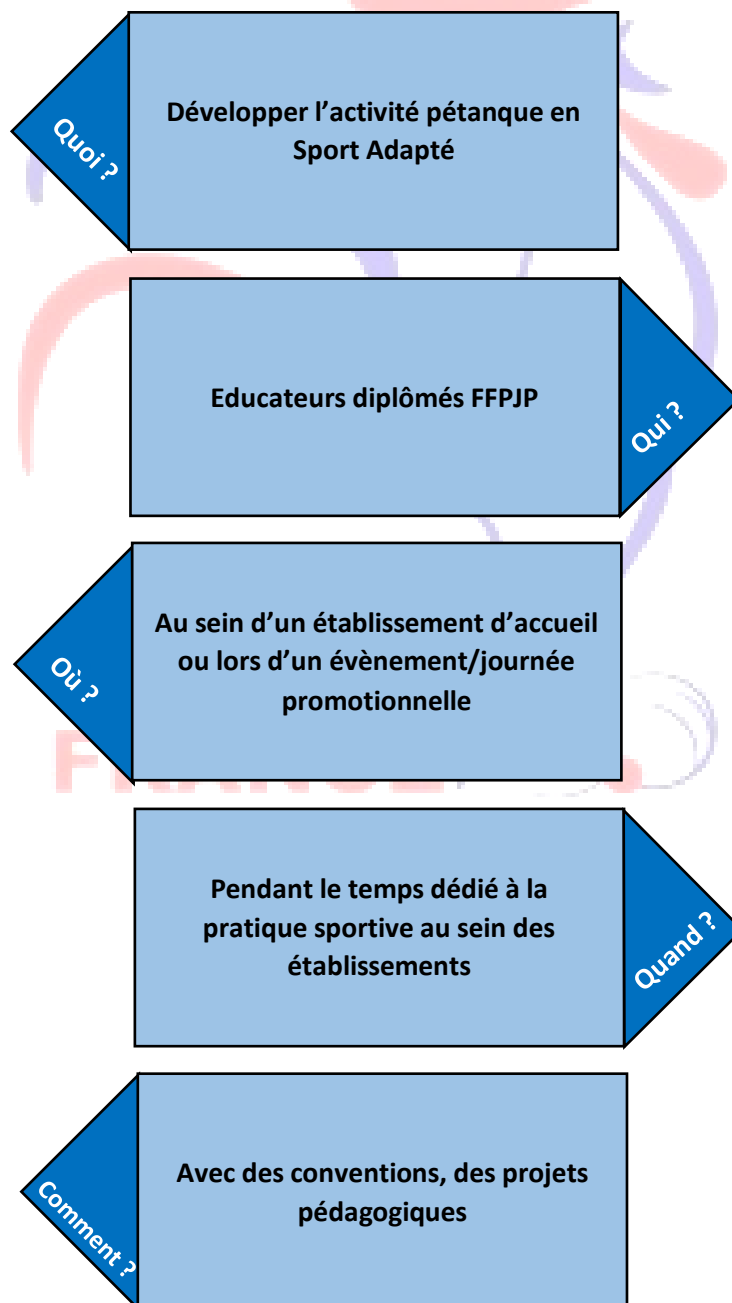 Quoi ?
Développer l’activité pétanque en
Sport Adapté
Educateurs diplômés FFPJP
Qui ?
Où ?
Au sein d’un établissement d’accueil
ou lors d’un évènement/journée
promotionnelle
Pendant le temps dédié à la
pratique sportive au sein des
établissements
Quand ?
Comment ?
Avec des conventions, des projets
pédagogiques